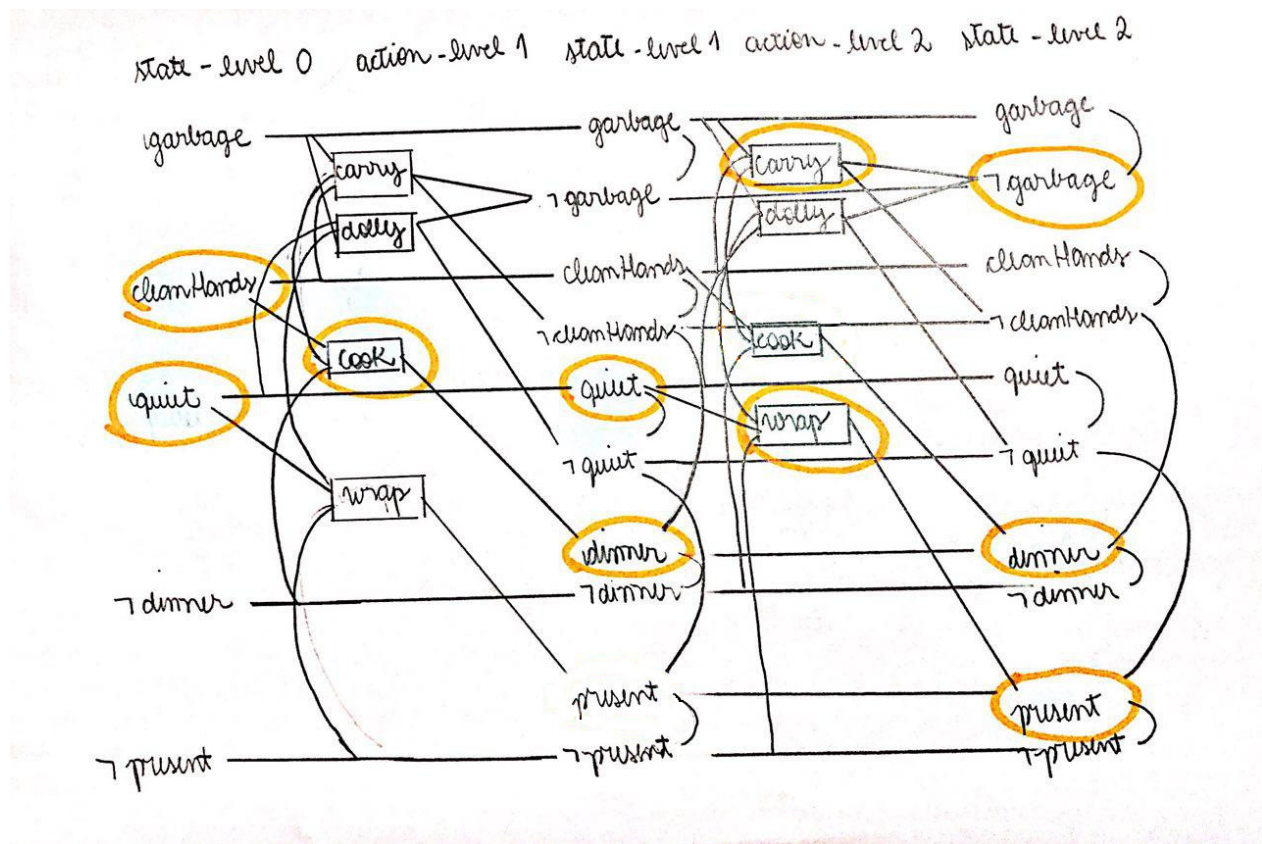 state-level 0 action-level 1 state-level 1 action-level 2 state-level 2
garbage garbage garbage
carry carry
¬garbage ¬garbage
dolly dolly
cleanHands cleanHands cleanHands
¬cleanHands ¬cleanHands
cook cook
quiet quiet quiet
wrap
¬quiet ¬quiet
wrap
dinner dinner
¬dinner ¬dinner ¬dinner
present present
¬present ¬present ¬present